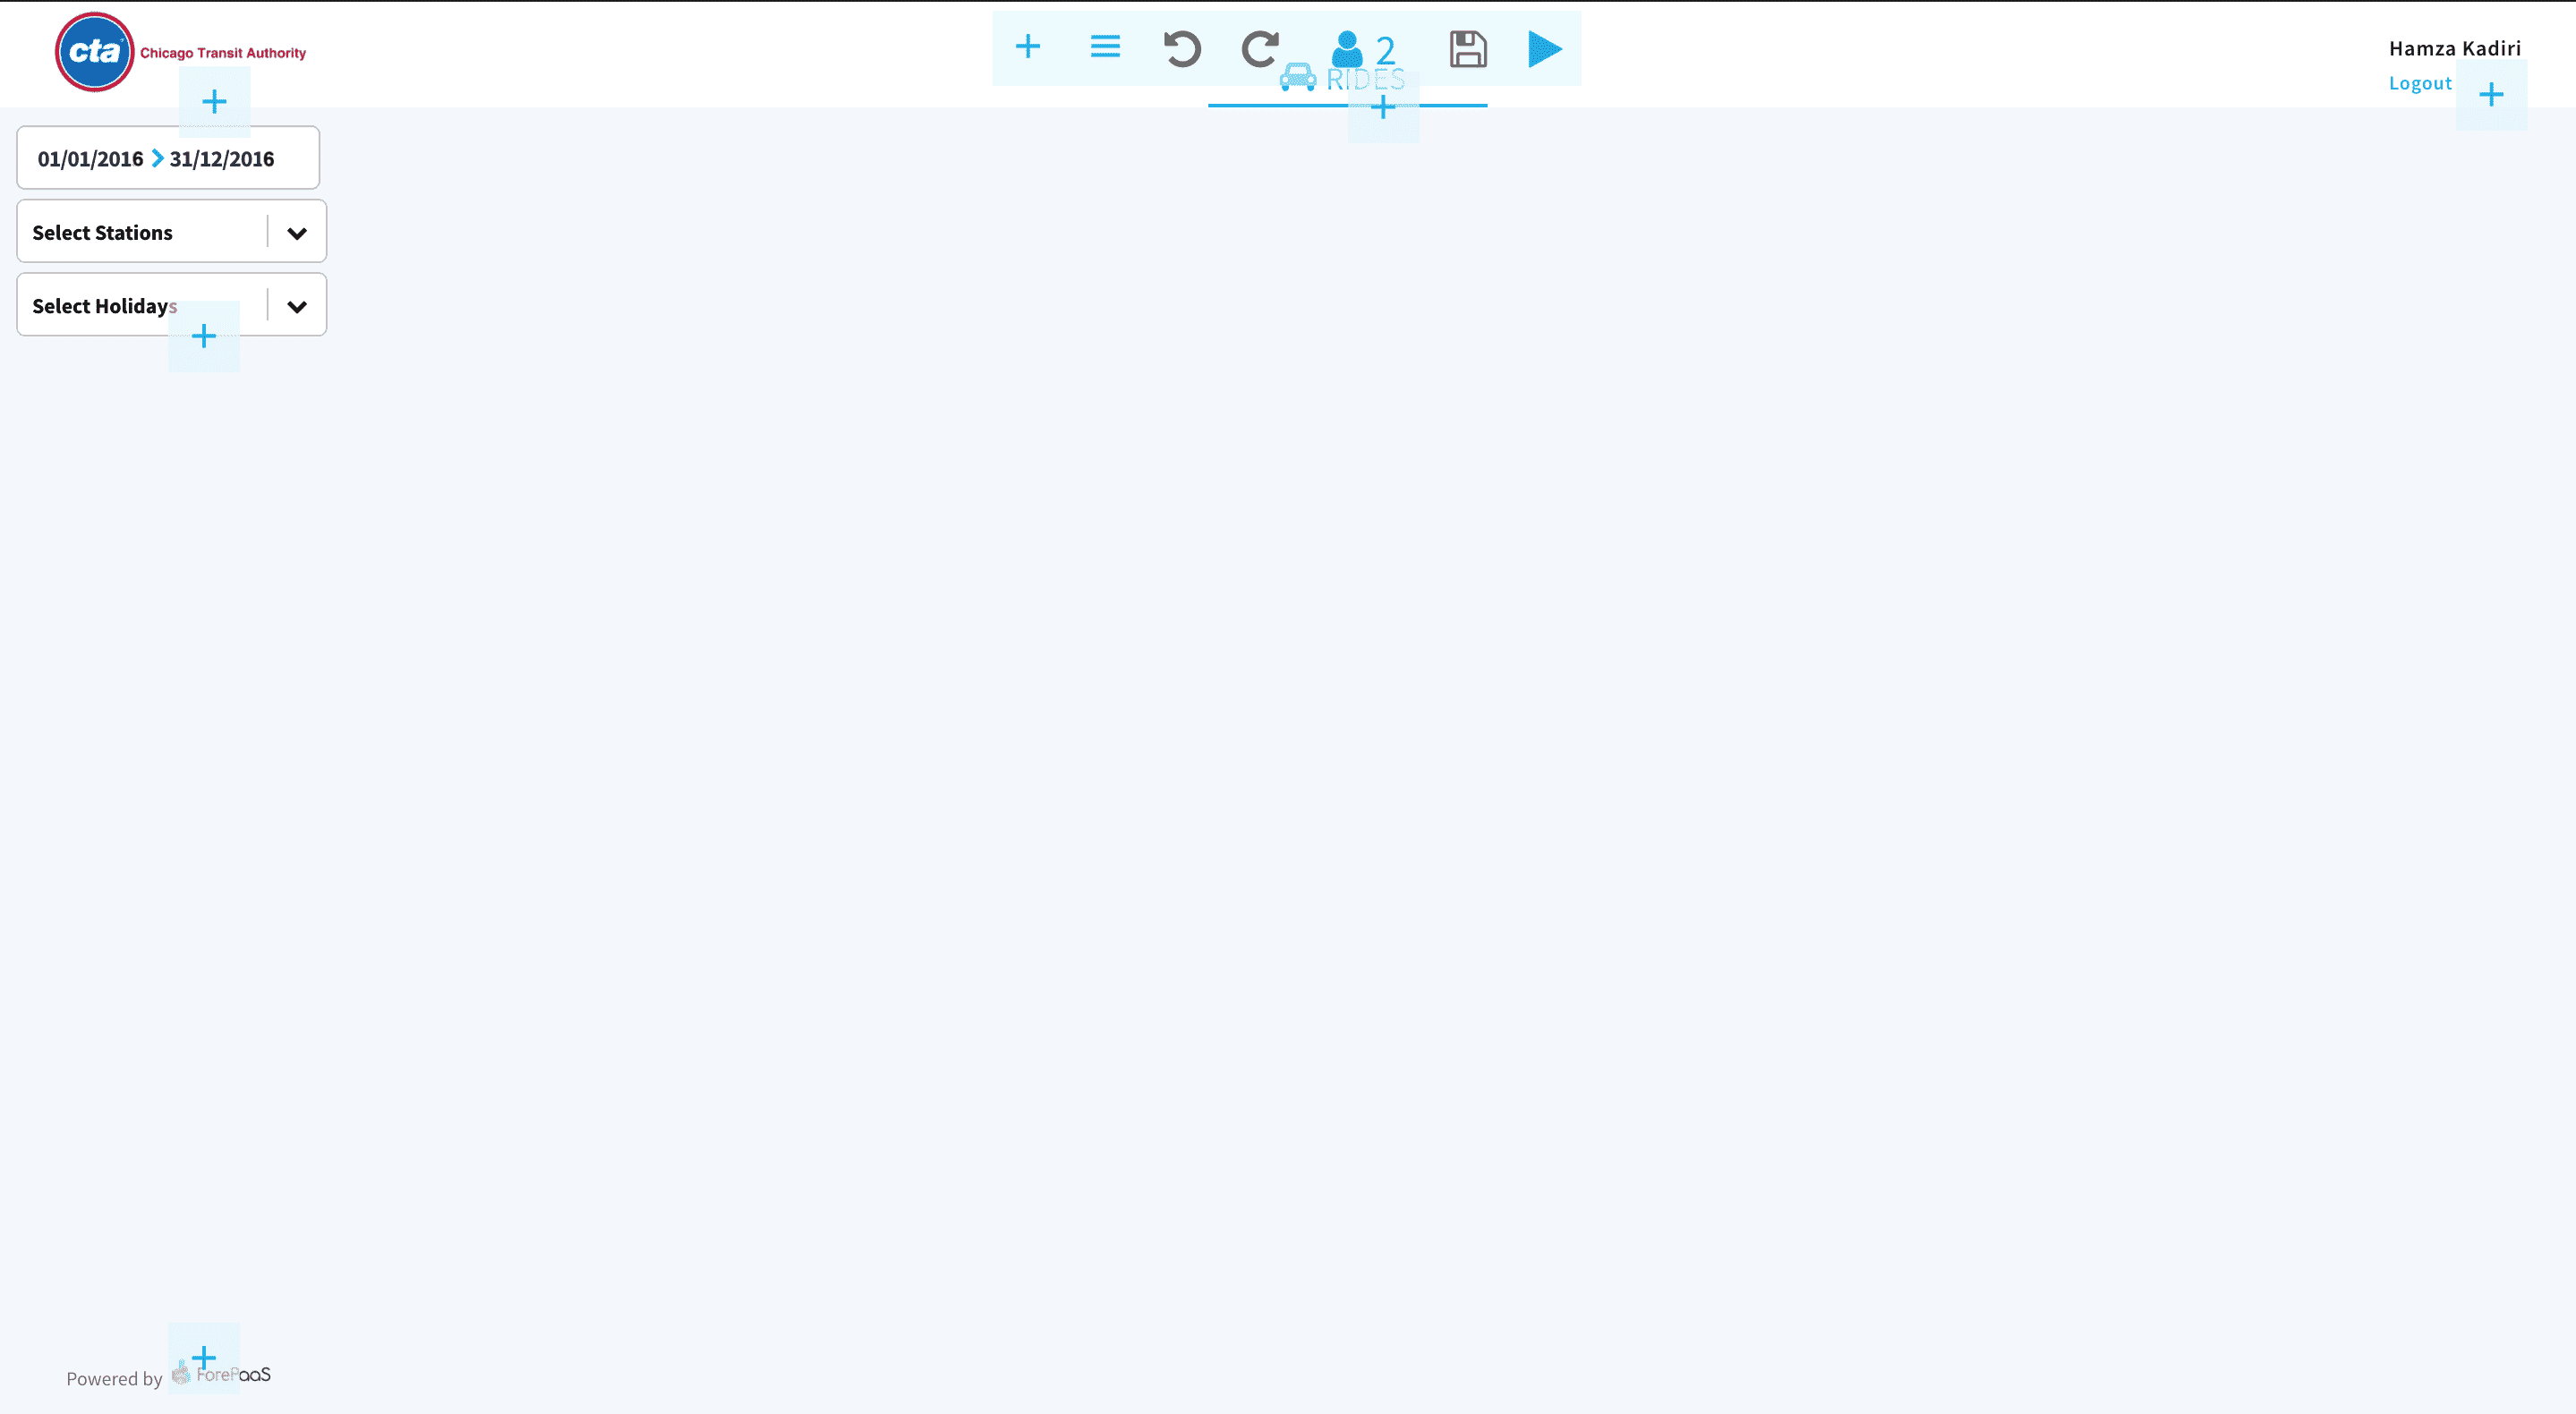 cta Chicago Transit Authority
2
RIDES
Hamza Kadiri
Logout
01/01/2016 31/12/2016
Select Stations
Select Holidays
Powered by ForePaaS